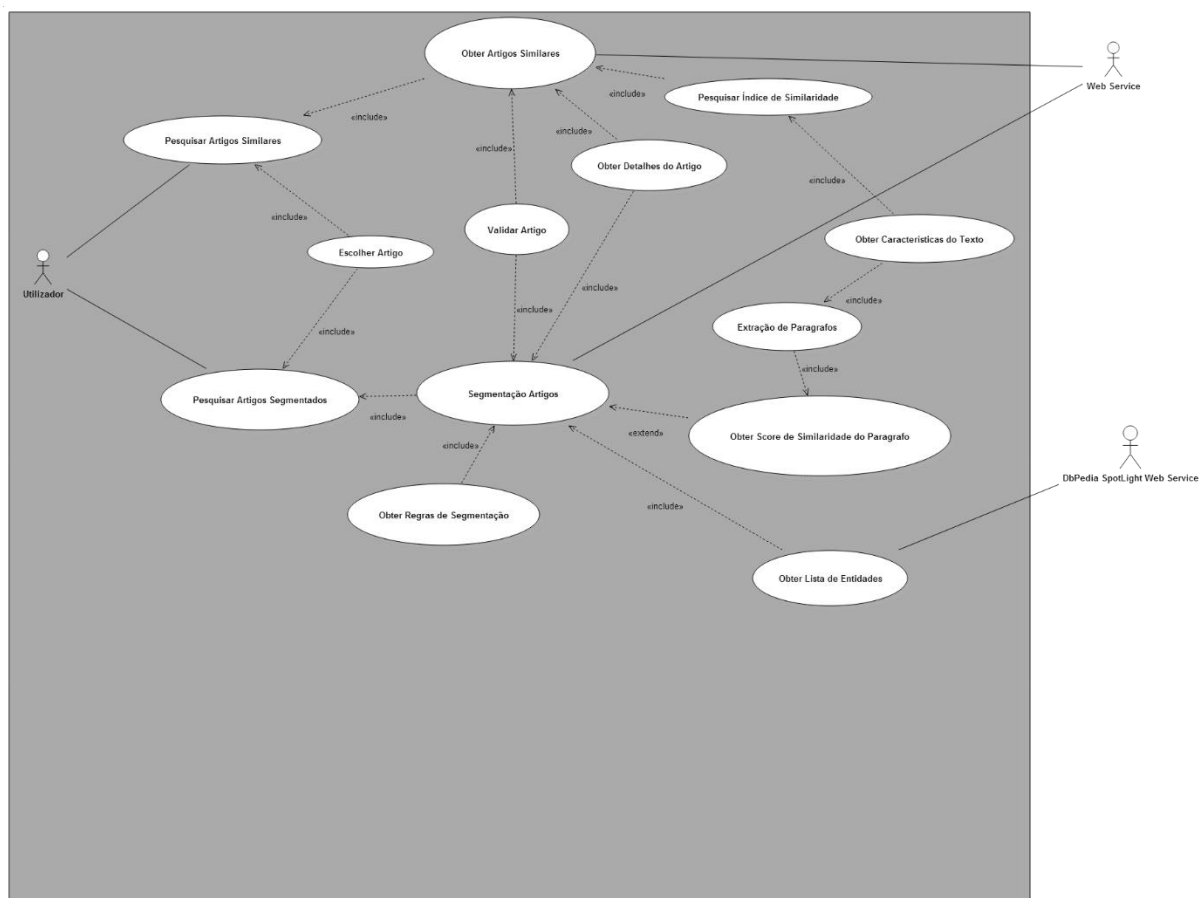 Obter Artigos Similares
Web Service
«include»
Pesquisar Índice de Similaridade
«include»
«include»
Pesquisar Artigos Similares
«include»
«include»
Obter Detalhes do Artigo
«include»
«include»
Validar Artigo
Obter Características do Texto
Escolher Artigo
«include»
Utilizador
«include»
«include»
Extração de Paragrafos
«include»
«include»
Pesquisar Artigos Segmentados
Segmentação Artigos
«include»
«extend»
Obter Score de Similaridade do Paragrafo
«include»
DbPedia SpotLight Web Service
«include»
Obter Regras de Segmentação
Obter Lista de Entidades